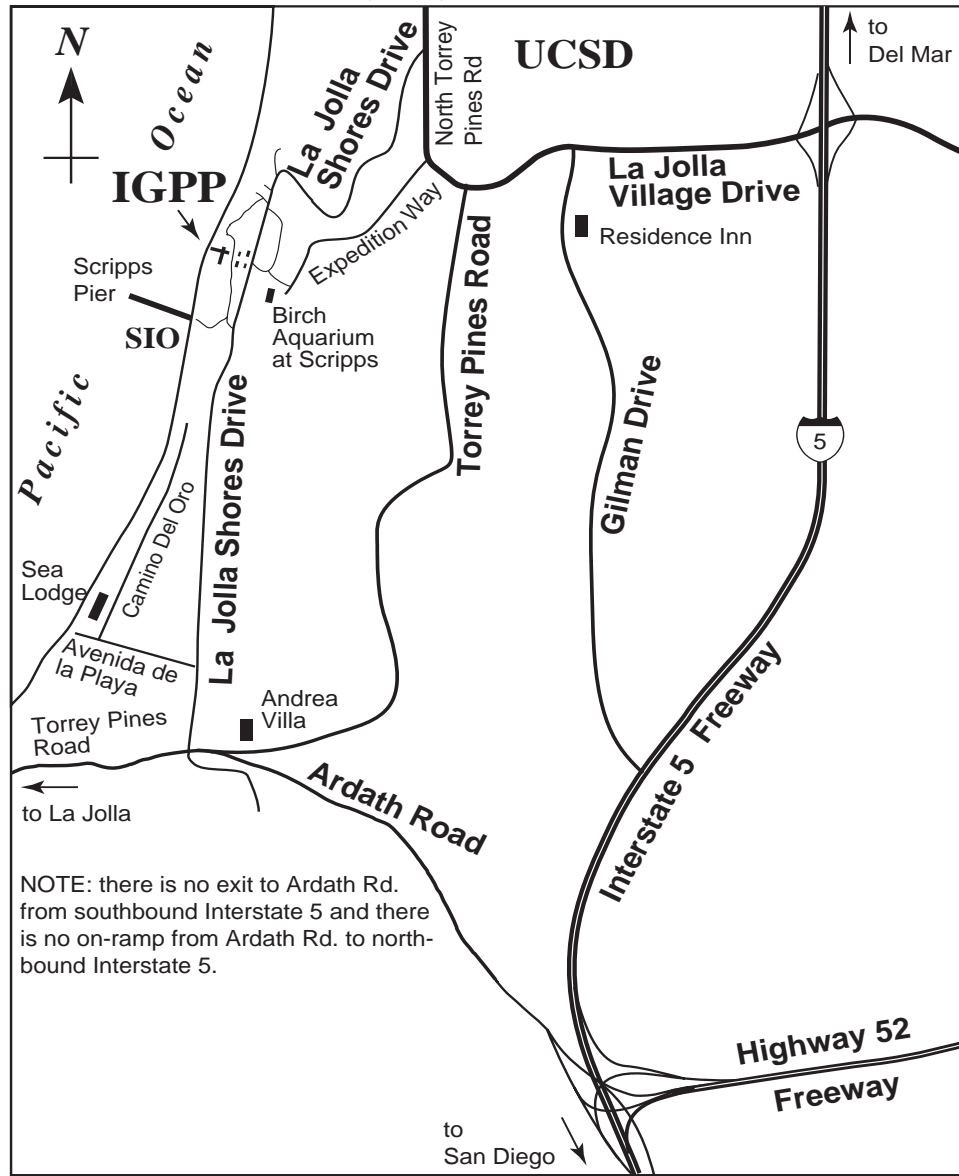 N
Ocean
La Jolla
Shores Drive
North Torrey
Pines Rd
UCSD
to
Del Mar
IGPP
La Jolla
Village Drive
Expedition Way
Residence Inn
Scripps
Pier
SIO
Birch
Aquarium
at Scripps
Torrey Pines Road
Pacific
La Jolla Shores Drive
Gilman Drive
5
Camino Del Oro
Sea
Lodge
Avenida de
la Playa
Andrea
Villa
Torrey Pines
Road
Interstate 5 Freeway
Ardath Road
to La Jolla
NOTE: there is no exit to Ardath Rd.
from southbound Interstate 5 and there
is no on-ramp from Ardath Rd. to north-
bound Interstate 5.
Highway 52
Freeway
to
San Diego